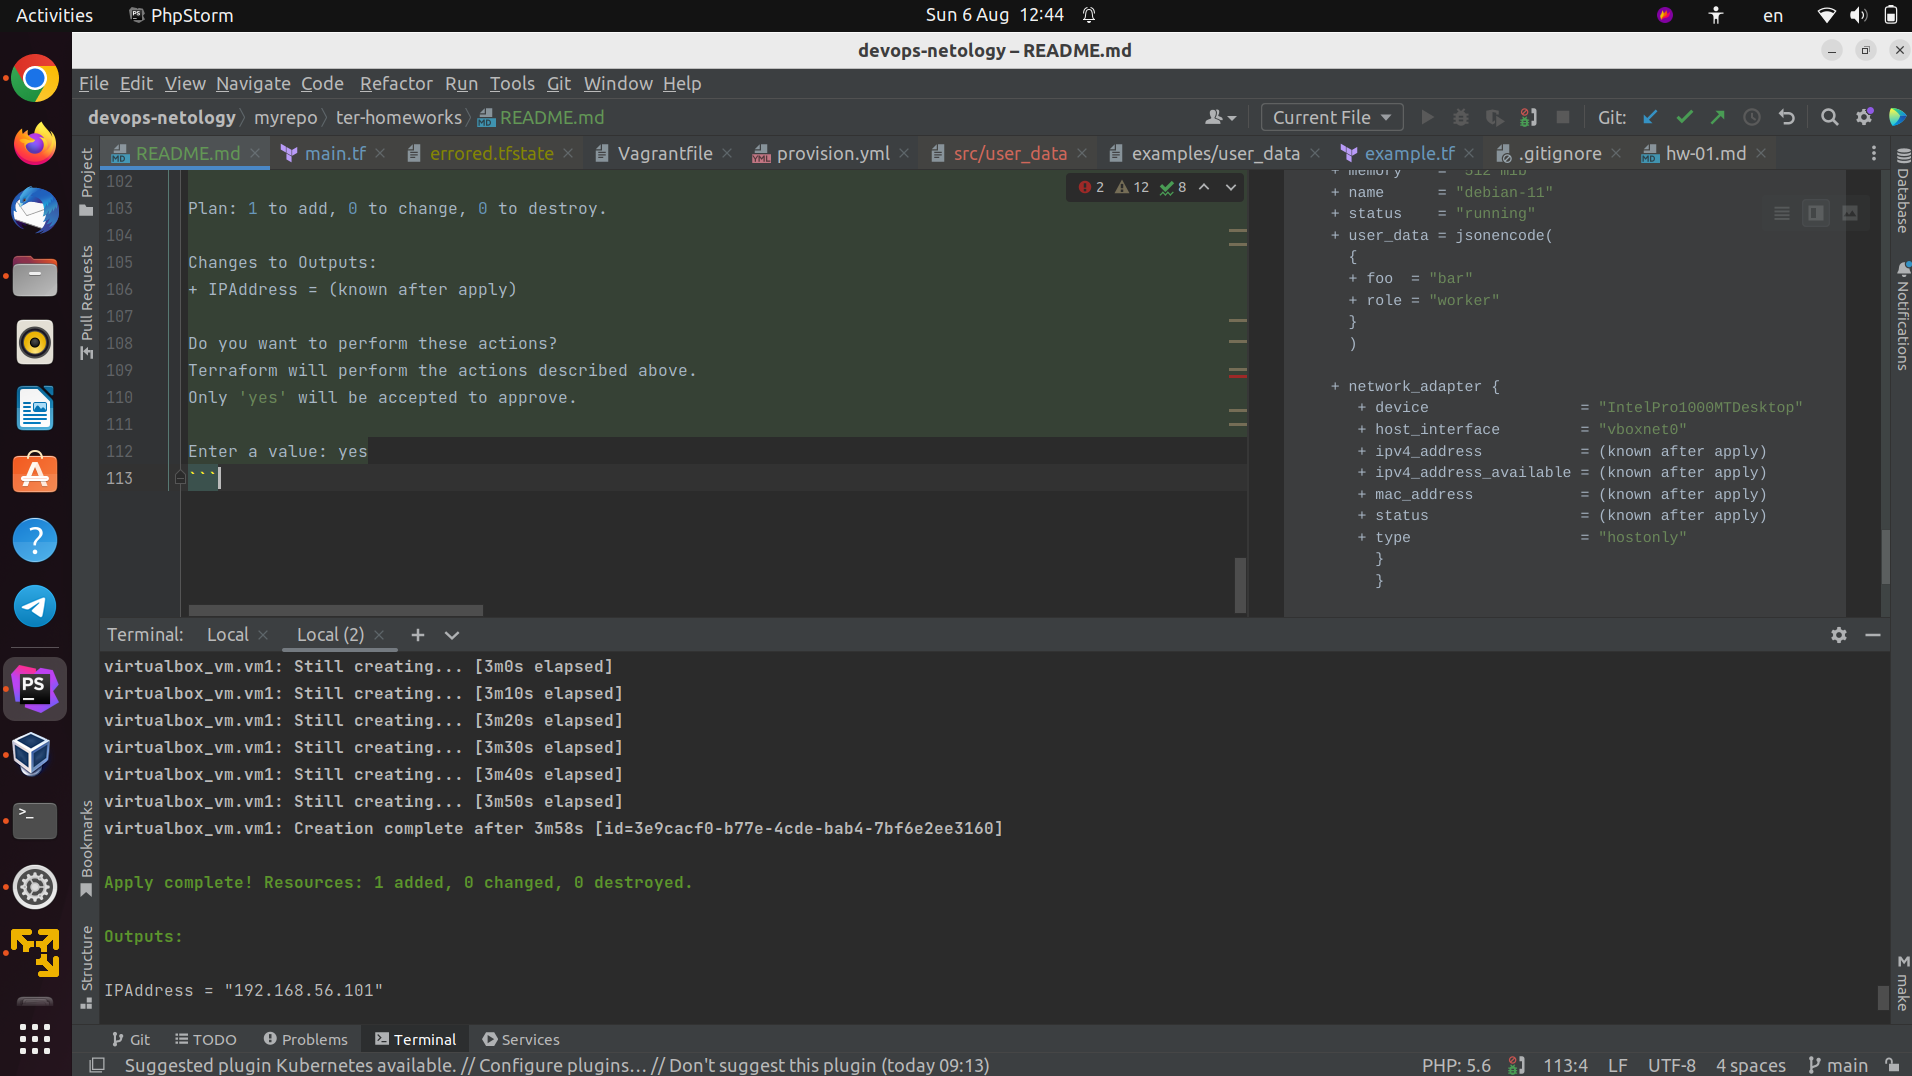 Activities
PhpStorm
Sun 6 Aug 12:44
en
devops-netology – README.md
File Edit View Navigate Code Refactor Run Tools Git Window Help
devops-netology myrepo ter-homeworks README.md
Current File
Git:
README.md
main.tf
errored.tfstate
Vagrantfile
provision.yml
src/user_data
examples/user_data
example.tf
.gitignore
hw-01.md
Project
Pull Requests
Bookmarks
Structure
Database
Notifications
make
2 12 8
102
103 Plan: 1 to add, 0 to change, 0 to destroy.
104
105 Changes to Outputs:
106 + IPAddress = (known after apply)
107
108 Do you want to perform these actions?
109 Terraform will perform the actions described above.
110 Only 'yes' will be accepted to approve.
111
112 Enter a value: yes
113 ```
+ memory = "512 mib"
+ name = "debian-11"
+ status = "running"
+ user_data = jsonencode(
{
+ foo = "bar"
+ role = "worker"
}
)
+ network_adapter {
+ device = "IntelPro1000MTDesktop"
+ host_interface = "vboxnet0"
+ ipv4_address = (known after apply)
+ ipv4_address_available = (known after apply)
+ mac_address = (known after apply)
+ status = (known after apply)
+ type = "hostonly"
}
}
Terminal: Local Local (2)
virtualbox_vm.vm1: Still creating... [3m0s elapsed]
virtualbox_vm.vm1: Still creating... [3m10s elapsed]
virtualbox_vm.vm1: Still creating... [3m20s elapsed]
virtualbox_vm.vm1: Still creating... [3m30s elapsed]
virtualbox_vm.vm1: Still creating... [3m40s elapsed]
virtualbox_vm.vm1: Still creating... [3m50s elapsed]
virtualbox_vm.vm1: Creation complete after 3m58s [id=3e9cacf0-b77e-4cde-bab4-7bf6e2ee3160]
Apply complete! Resources: 1 added, 0 changed, 0 destroyed.
Outputs:
IPAddress = "192.168.56.101"
Git TODO Problems Terminal Services
Suggested plugin Kubernetes available. // Configure plugins... // Don't suggest this plugin (today 09:13)
PHP: 5.6 113:4 LF UTF-8 4 spaces main